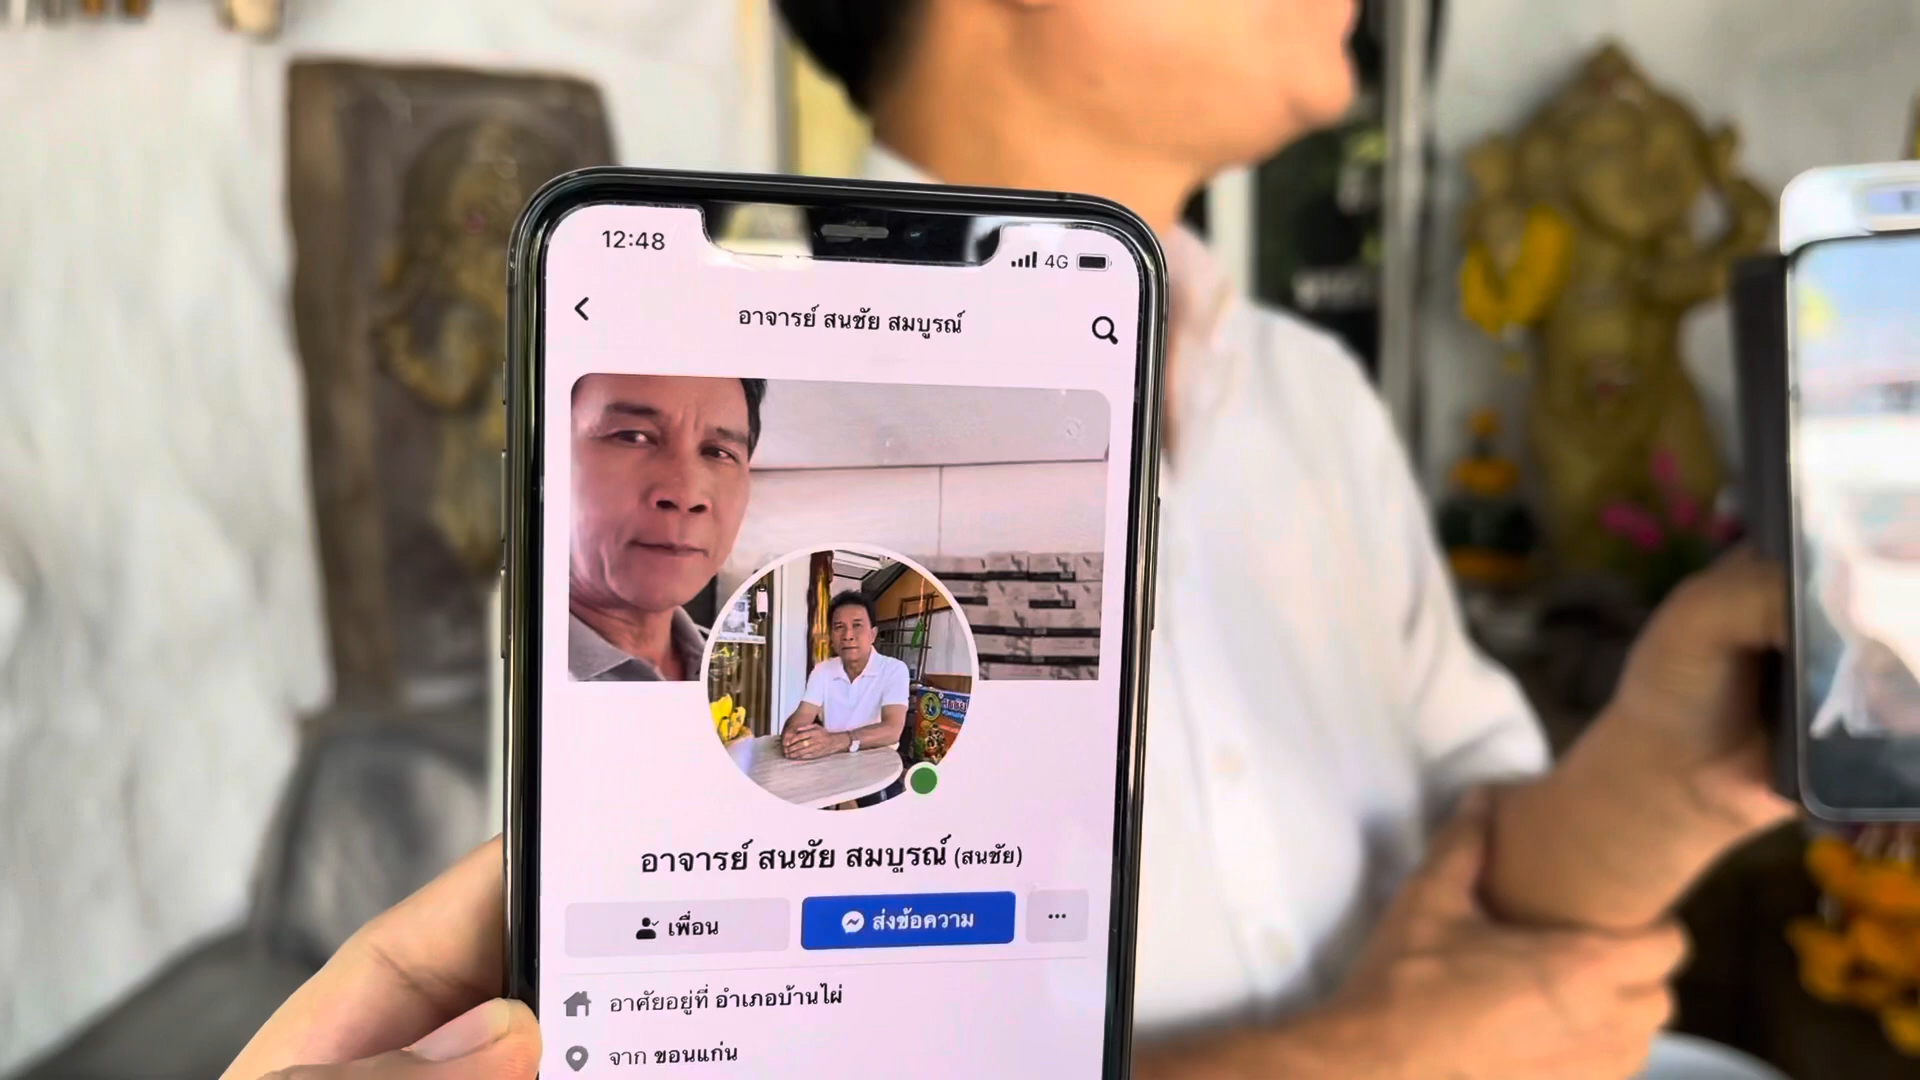 12:48
4G
อาจารย์ สนชัย สมบูรณ์
อาจารย์ สนชัย สมบูรณ์ (สนชัย)
เพื่อน
ส่งข้อความ
อาศัยอยู่ที่ อำเภอบ้านไผ่
จาก ขอนแก่น